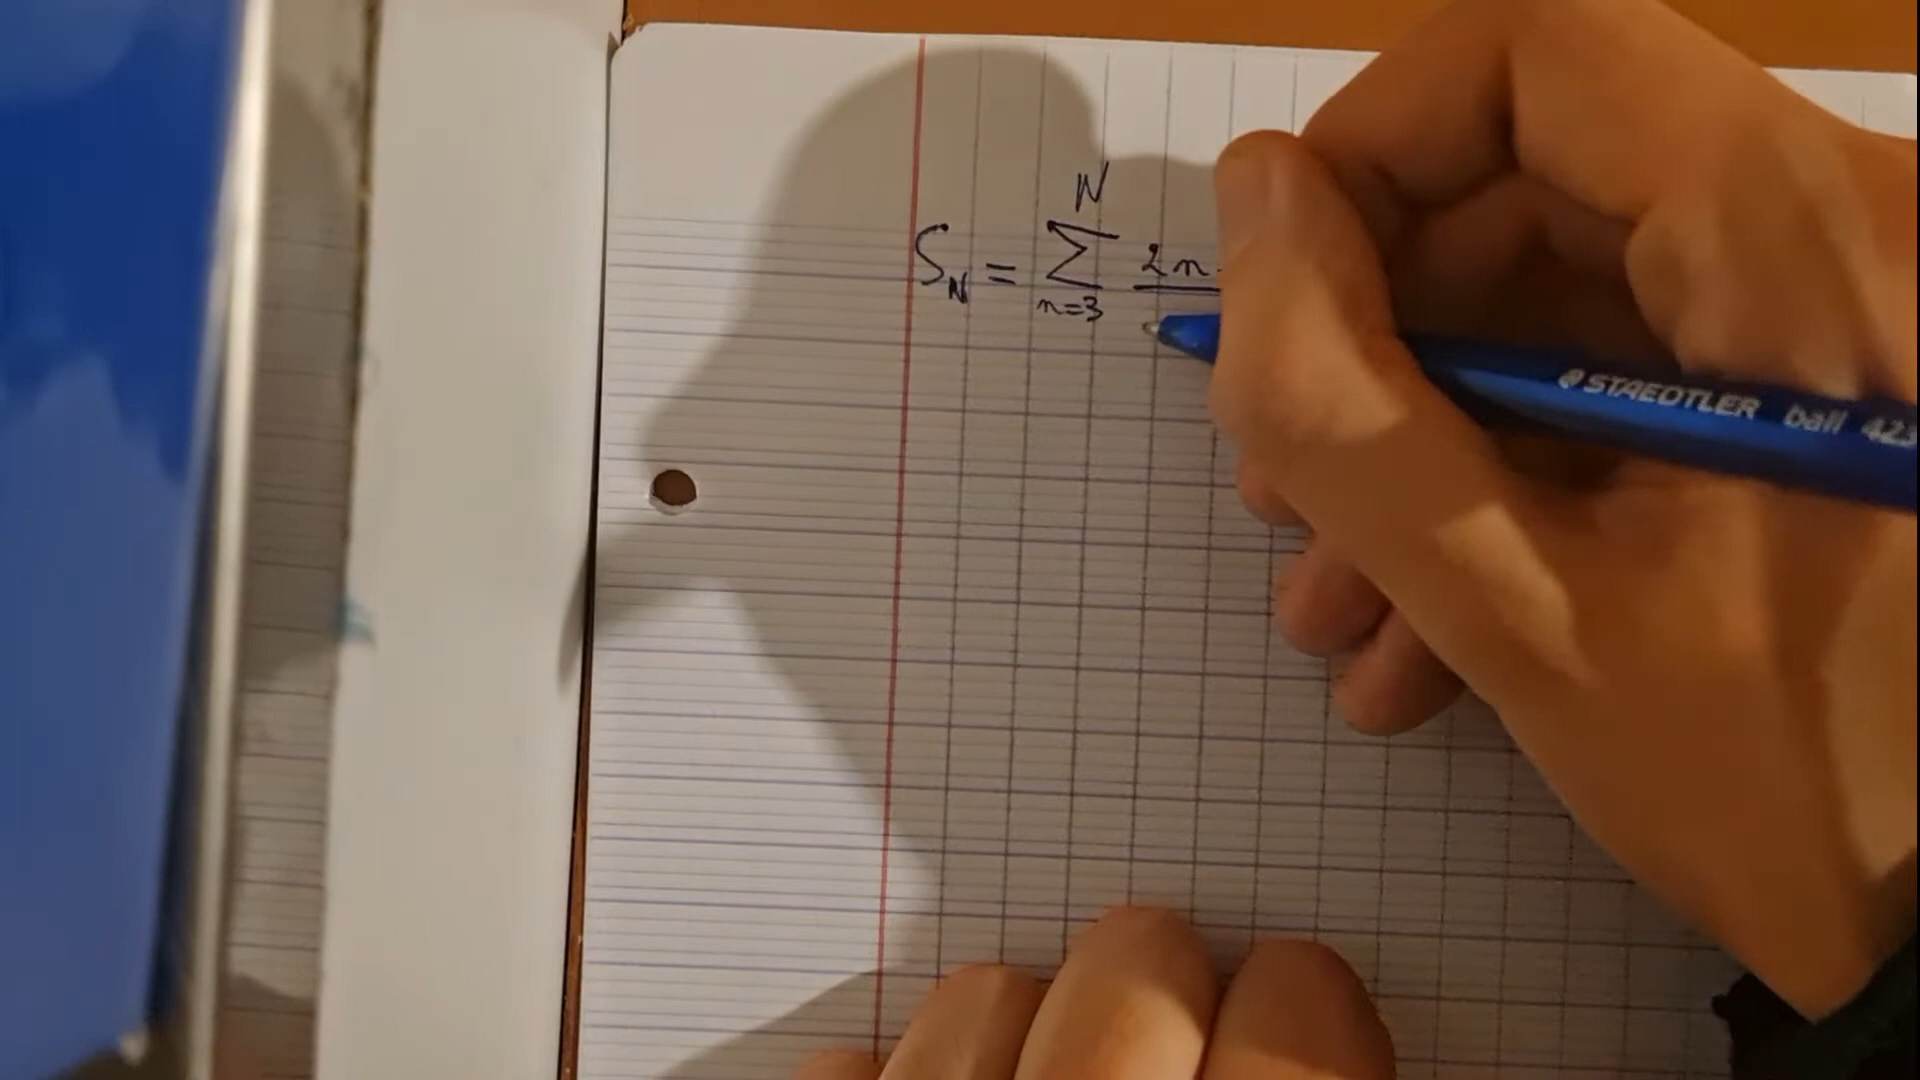 N
S_N = Σ 2n
n=3
STAEDTLER ball 423